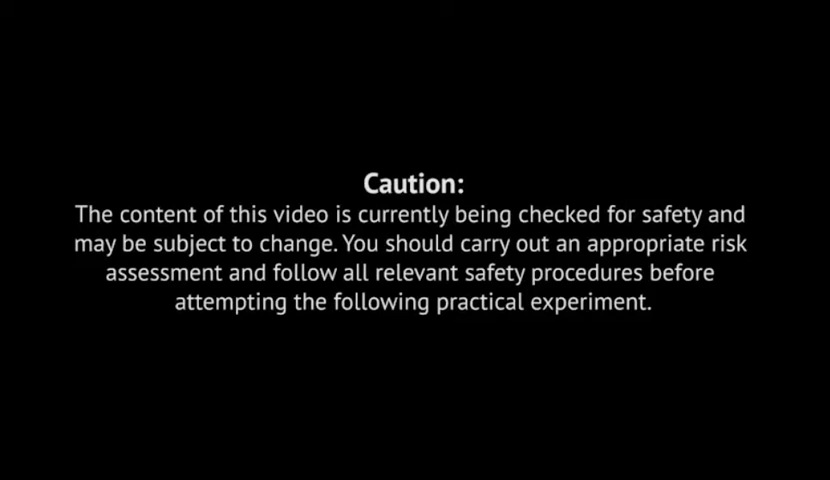 Caution:
The content of this video is currently being checked for safety and
may be subject to change. You should carry out an appropriate risk
assessment and follow all relevant safety procedures before
attempting the following practical experiment.